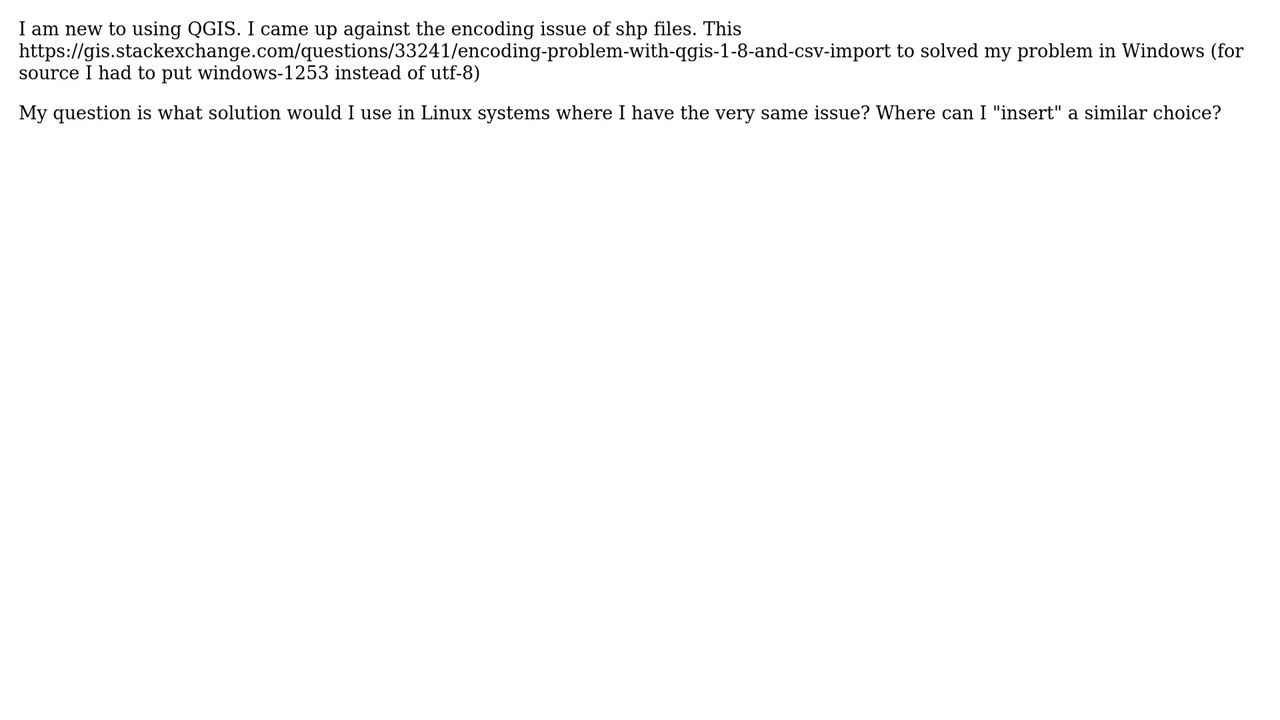 I am new to using QGIS. I came up against the encoding issue of shp files. This
https://gis.stackexchange.com/questions/33241/encoding-problem-with-qgis-1-8-and-csv-import to solved my problem in Windows (for
source I had to put windows-1253 instead of utf-8)
My question is what solution would I use in Linux systems where I have the very same issue? Where can I "insert" a similar choice?